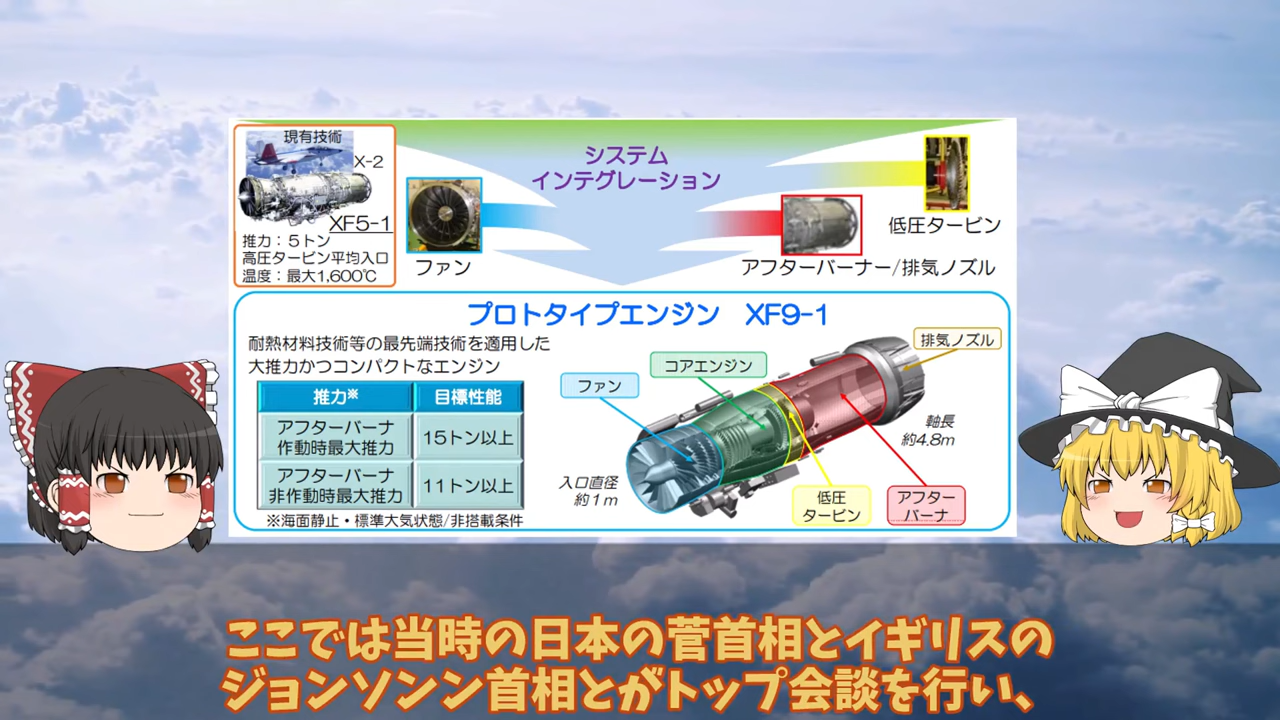 現有技術
X-2
XF5-1
推力：５トン
高圧タービン平均入口
温度：最大1,600℃
ファン
システム
インテグレーション
アフターバーナー/排気ノズル
低圧タービン
プロトタイプエンジン　XF9-1
耐熱材料技術等の最先端技術を適用した
大推力かつコンパクトなエンジン
推力※
目標性能
アフターバーナ
作動時最大推力
15トン以上
アフターバーナ
非作動時最大推力
11トン以上
※海面静止・標準大気状態/非搭載条件
ファン
コアエンジン
排気ノズル
入口直径
約１ｍ
軸長
約4.8m
低圧
タービン
アフター
バーナ
ここでは当時の日本の菅首相とイギリスの
ジョンソンン首相とがトップ会談を行い、